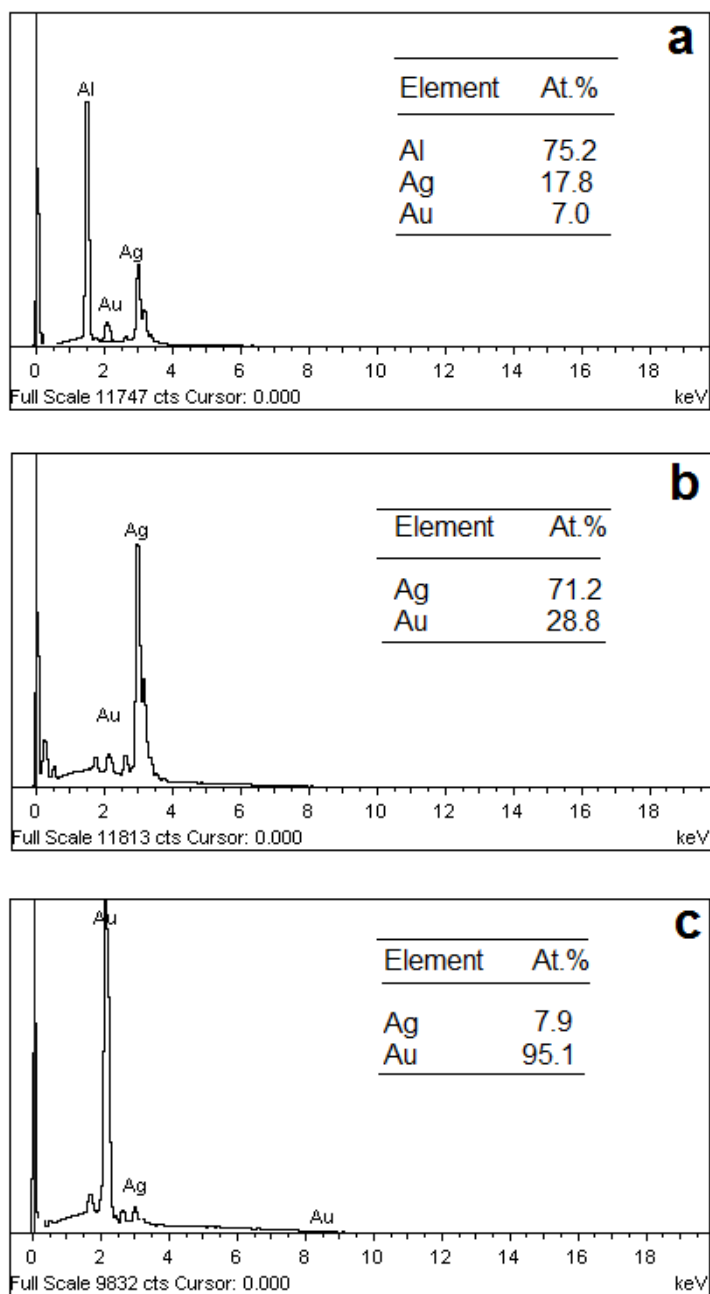 a
Element At.%
Al 75.2
Ag 17.8
Au 7.0
Al
Ag
Au
0 2 4 6 8 10 12 14 16 18
Full Scale 11747 cts Cursor: 0.000 keV
b
Element At.%
Ag 71.2
Au 28.8
Ag
Au
0 2 4 6 8 10 12 14 16 18
Full Scale 11813 cts Cursor: 0.000 keV
c
Au
Element At.%
Ag 7.9
Au 95.1
Ag
Au
0 2 4 6 8 10 12 14 16 18
Full Scale 9832 cts Cursor: 0.000 keV